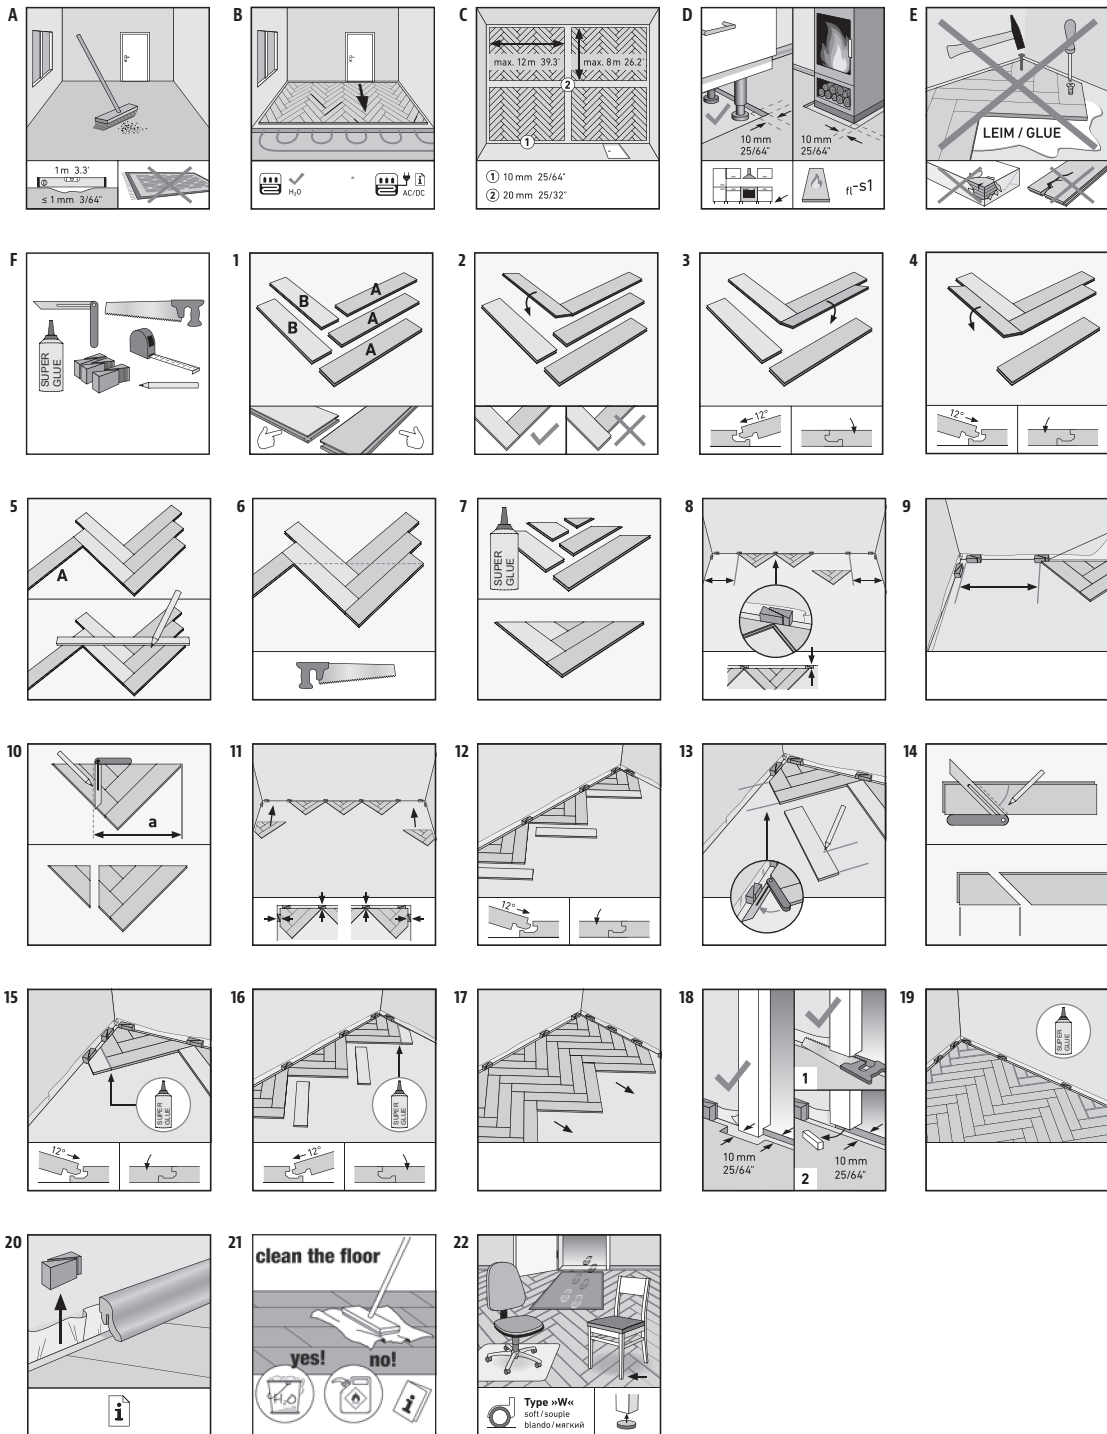 A
1 m 3.3'
≤ 1 mm 3/64"
B
H₂O
AC/DC
C
max. 12 m 39.3'
max. 8 m 26.2'
2
1
1 10 mm 25/64"
2 20 mm 25/32"
D
10 mm
25/64"
10 mm
25/64"
fl-s1
E
LEIM / GLUE
F
SUPER
GLUE
1
B
A
B
A
A
2
3
12°
4
12°
5
A
6
7
SUPER
GLUE
8
9
10
a
11
12
12°
13
14
15
SUPER
GLUE
12°
16
SUPER
GLUE
12°
17
18
1
10 mm
25/64"
2
10 mm
25/64"
19
SUPER
GLUE
20
i
21
clean the floor
yes! no!
H₂O
i
22
Type »W«
soft / souple
blando / мягкий